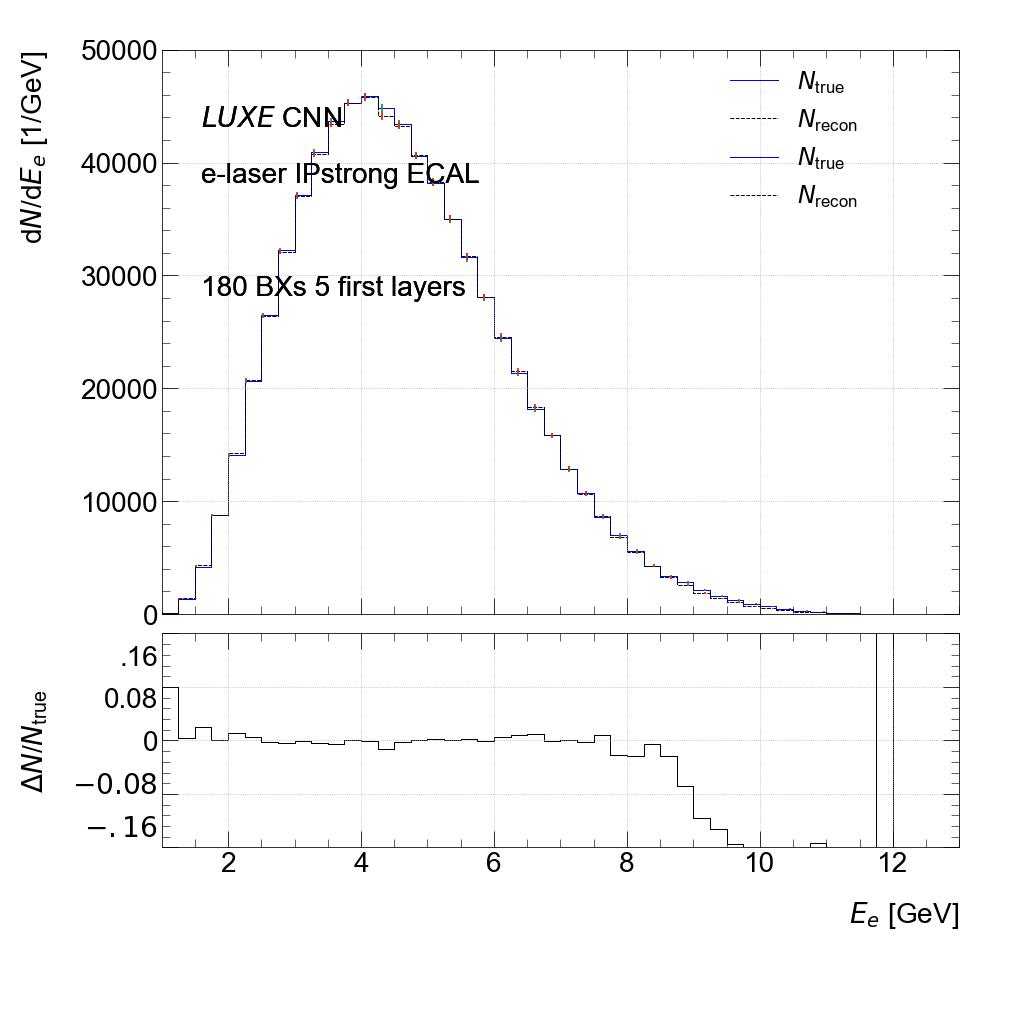 50000
40000
30000
20000
10000
0
dN/dE_e [1/GeV]
LUXE CNN
e-laser IPstrong ECAL
180 BXs 5 first layers
N_true
N_recon
N_true
N_recon
.16
0.08
0
−0.08
−.16
ΔN/N_true
2 4 6 8 10 12
E_e [GeV]